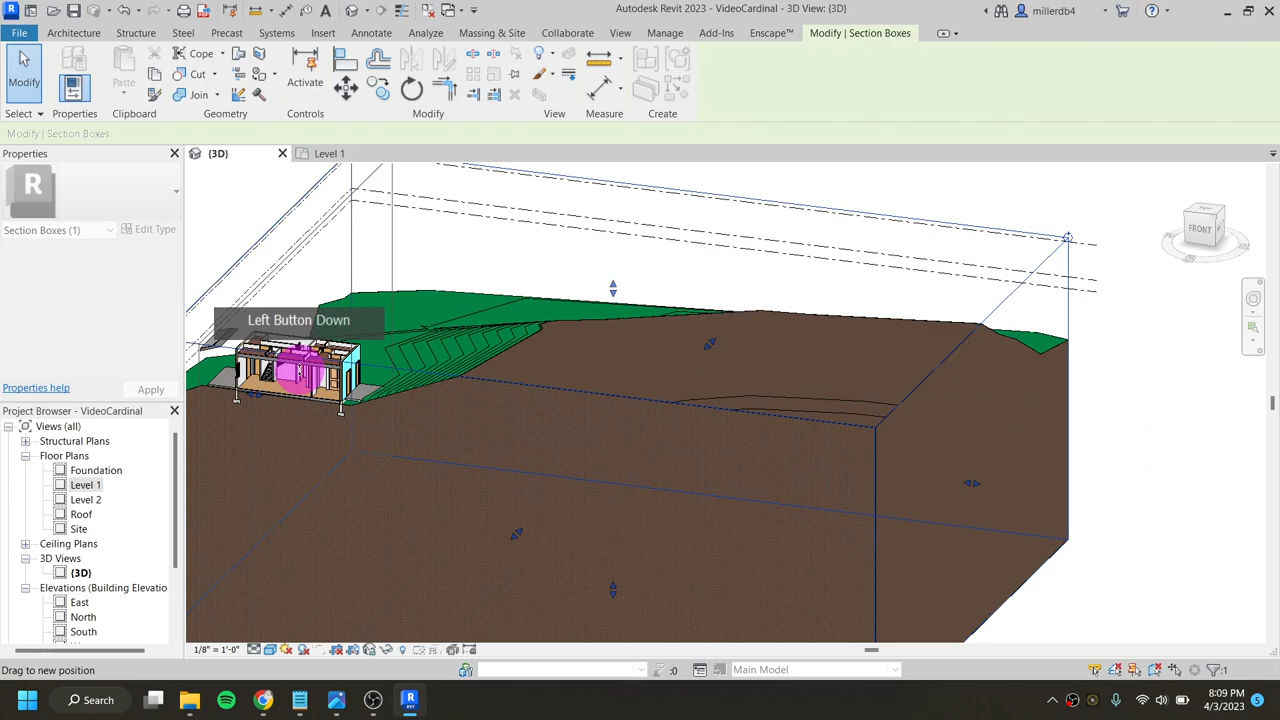 Autodesk Revit 2023 - VideoCardinal - 3D View: {3D}
millerdb4
File
Architecture
Structure
Steel
Precast
Systems
Insert
Annotate
Analyze
Massing & Site
Collaborate
View
Manage
Add-Ins
Enscape™
Modify | Section Boxes
Modify
Paste
Cope
Cut
Join
Activate
Select
Properties
Clipboard
Geometry
Controls
Modify
View
Measure
Create
Modify | Section Boxes
Properties
{3D}
Level 1
R
Section Boxes (1)
Edit Type
TOP
FRONT
Left Button Down
Properties help
Apply
Project Browser - VideoCardinal
Views (all)
Structural Plans
Floor Plans
Foundation
Level 1
Level 2
Roof
Site
Ceiling Plans
3D Views
{3D}
Elevations (Building Elevatio
East
North
South
1/8" = 1'-0"
Drag to new position
:0
Main Model
:1
Search
R
RVT
8:09 PM
4/3/2023
5